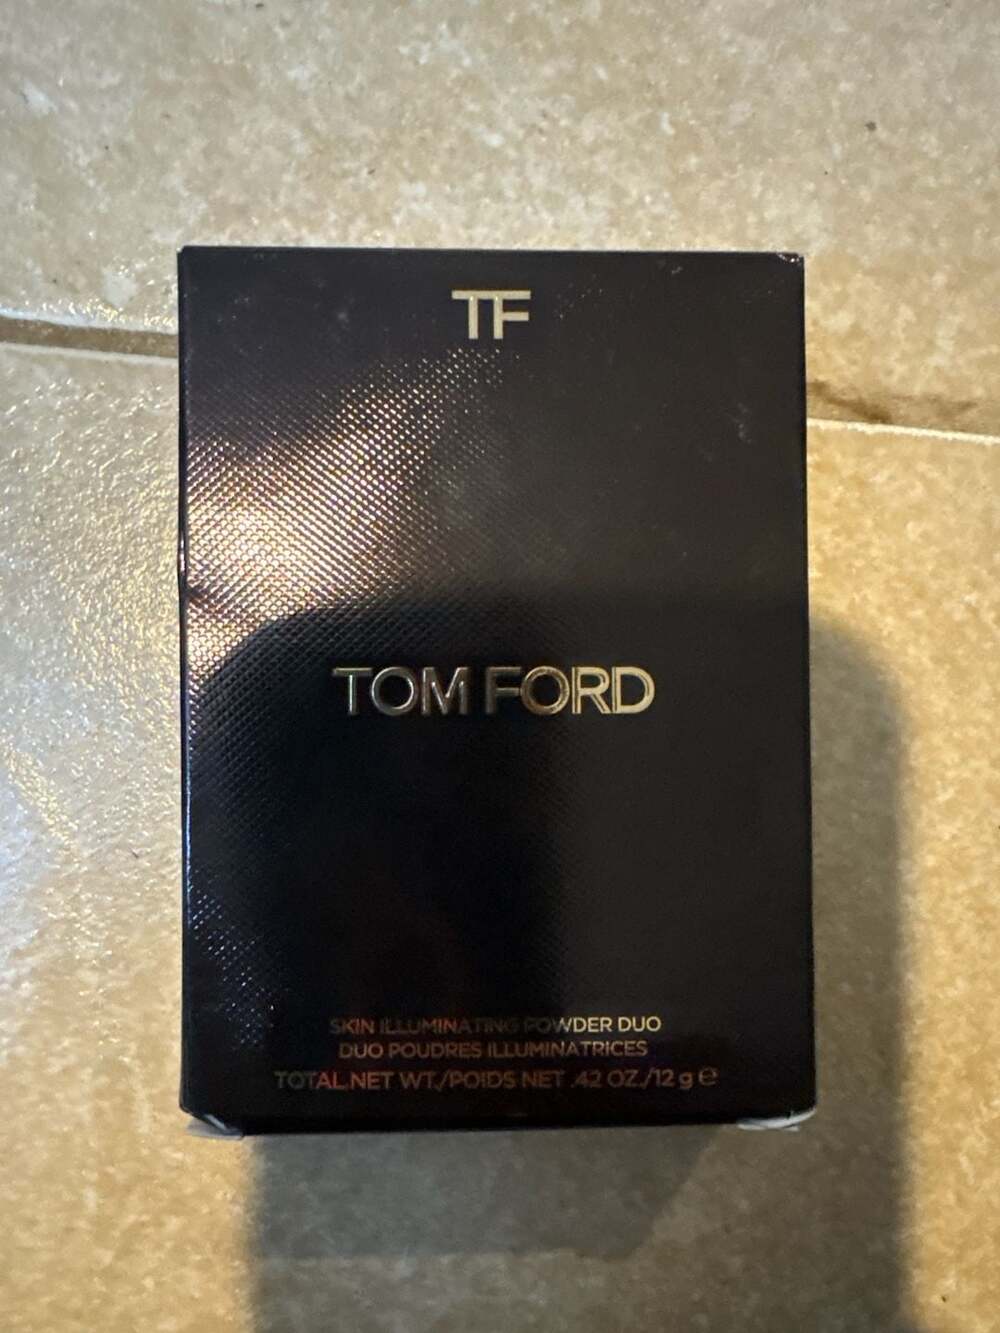 TF
TOM FORD
SKIN ILLUMINATING POWDER DUO
DUO POUDRES ILLUMINATRICES
TOTAL NET WT./POIDS NET .42 OZ./12 g ℮